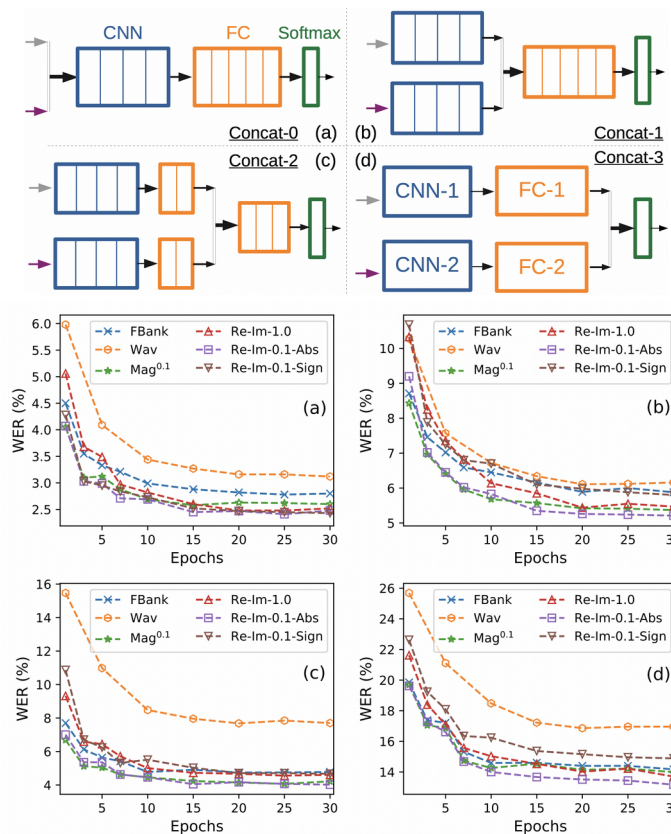 CNN FC Softmax
Concat-0 (a)
(b) Concat-1
Concat-2 (c)
(d) Concat-3
CNN-1 FC-1
CNN-2 FC-2
WER (%)
6.0
5.5
5.0
4.5
4.0
3.5
3.0
2.5
FBank Re-Im-1.0
Wav Re-Im-0.1-Abs
Mag0.1 Re-Im-0.1-Sign
(a)
5 10 15 20 25 30
Epochs
WER (%)
10
9
8
7
6
5
FBank Re-Im-1.0
Wav Re-Im-0.1-Abs
Mag0.1 Re-Im-0.1-Sign
(b)
5 10 15 20 25 30
Epochs
WER (%)
16
14
12
10
8
6
4
FBank Re-Im-1.0
Wav Re-Im-0.1-Abs
Mag0.1 Re-Im-0.1-Sign
(c)
5 10 15 20 25 30
Epochs
WER (%)
26
24
22
20
18
16
14
FBank Re-Im-1.0
Wav Re-Im-0.1-Abs
Mag0.1 Re-Im-0.1-Sign
(d)
5 10 15 20 25
Epochs